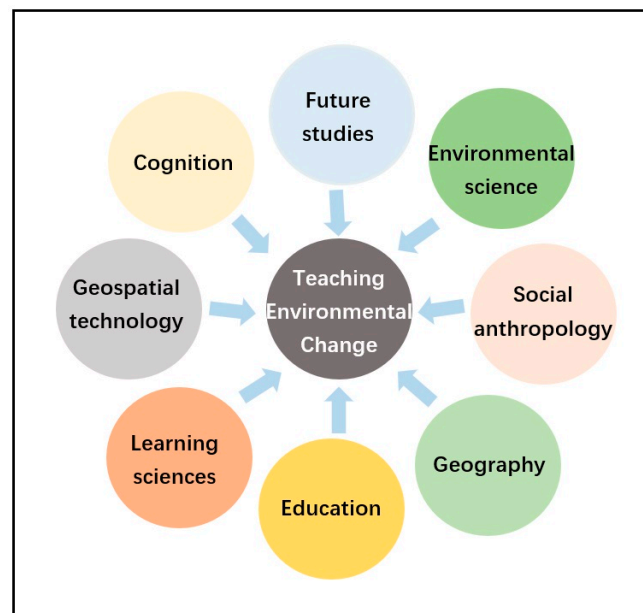 Future
studies
Cognition
Environmental
science
Geospatial
technology
Teaching
Environmental
Change
Social
anthropology
Learning
sciences
Education
Geography